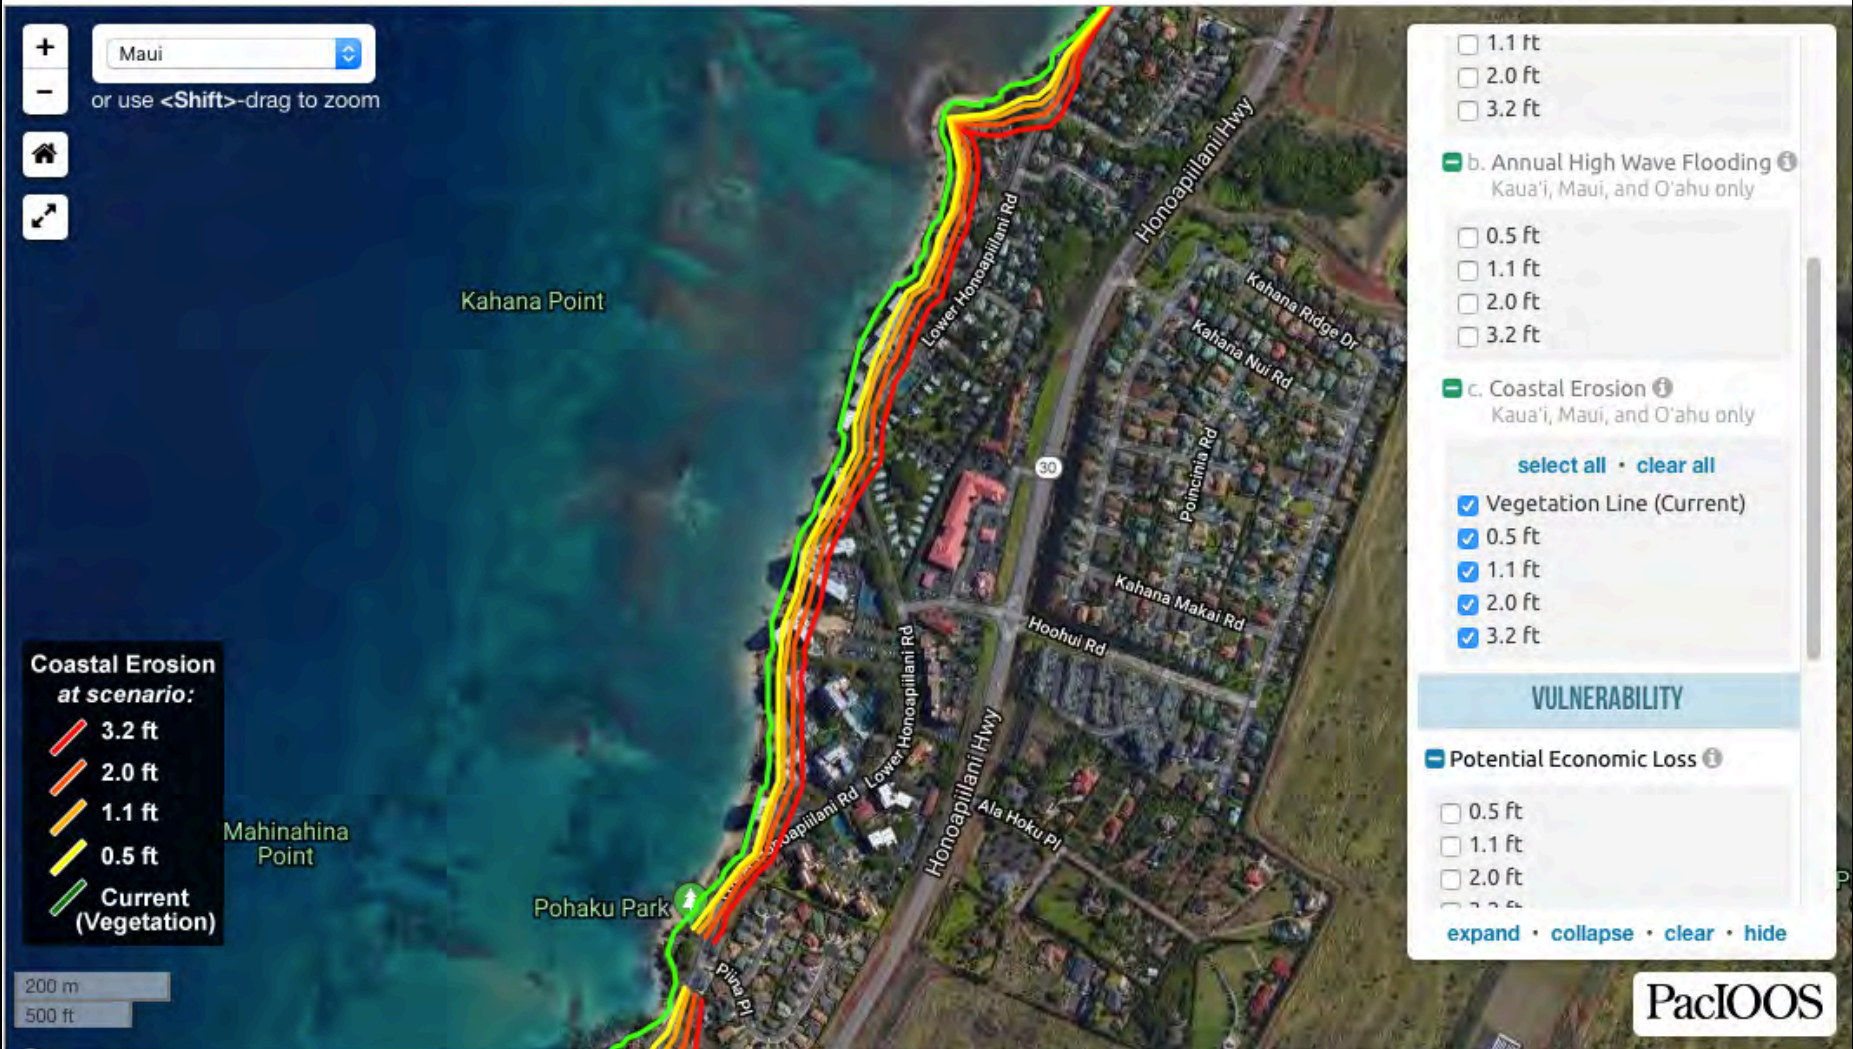 +
Maui
−
or use <Shift>-drag to zoom
Kahana Point
Mahinahina
Point
Pohaku Park
Honoapiilani Hwy
Lower Honoapiilani Rd
Kahana Ridge Dr
Kahana Nui Rd
30
Poincinia Rd
Kahana Makai Rd
Hoohui Rd
Lower Honoapiilani Rd
Lower Honoapiilani Rd
Honoapiilani Hwy
Ala Hoku Pl
Piina Pl
Coastal Erosion
at scenario:
3.2 ft
2.0 ft
1.1 ft
0.5 ft
Current
(Vegetation)
200 m
500 ft
1.1 ft
2.0 ft
3.2 ft
b. Annual High Wave Flooding
Kaua'i, Maui, and O'ahu only
0.5 ft
1.1 ft
2.0 ft
3.2 ft
c. Coastal Erosion
Kaua'i, Maui, and O'ahu only
select all • clear all
Vegetation Line (Current)
0.5 ft
1.1 ft
2.0 ft
3.2 ft
VULNERABILITY
Potential Economic Loss
0.5 ft
1.1 ft
2.0 ft
expand • collapse • clear • hide
PacIOOS